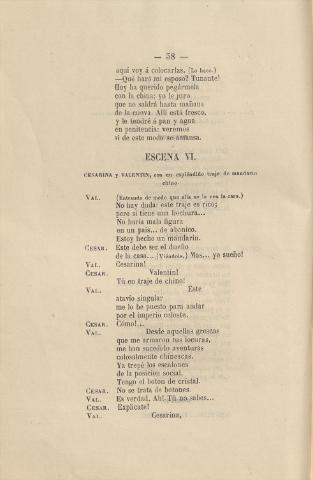 — 58 —
aquí voy á colocarlas. (Lo hace.)
—¿Qué hará mi esposo? Tunante!
Hoy ha querido pegármela
con la china; yo le juro
que no saldrá hasta mañana
de la cueva. Allí está fresco,
y le tendré á pan y agua
en penitencia: veremos
si de este modo se amansa.
ESCENA VI.
CESARINA y VALENTIN, con un espléndido traje de mandarin
chino.
VAL. (Entrando de modo que ella no le vea la cara.)
No hay duda: este traje es rico;
pero si tiene una hechura...
No haria mala figura
en un país... de abanico.
Estoy hecho un mandarin.
CESAR. Este debe ser el dueño
de la casa... (Viéndole.) Mas... ¡yo sueño!
VAL. Cesarina!
CESAR. Valentin!
Tú en traje de chino!
VAL. Este
atavio singular
me lo he puesto para andar
por el imperio celeste.
CESAR. Cómo!...
VAL. Desde aquellas groseas
que me armaron tus locuras,
me han sucedido aventuras
colosalmente chinescas.
Ya trepé los escalones
de la posicion social.
Tengo el boton de cristal.
CESAR. No se trata de botones.
VAL. Es verdad. Ah! Tú no sabes...
CESAR. Explícate!
VAL. Cesarina,